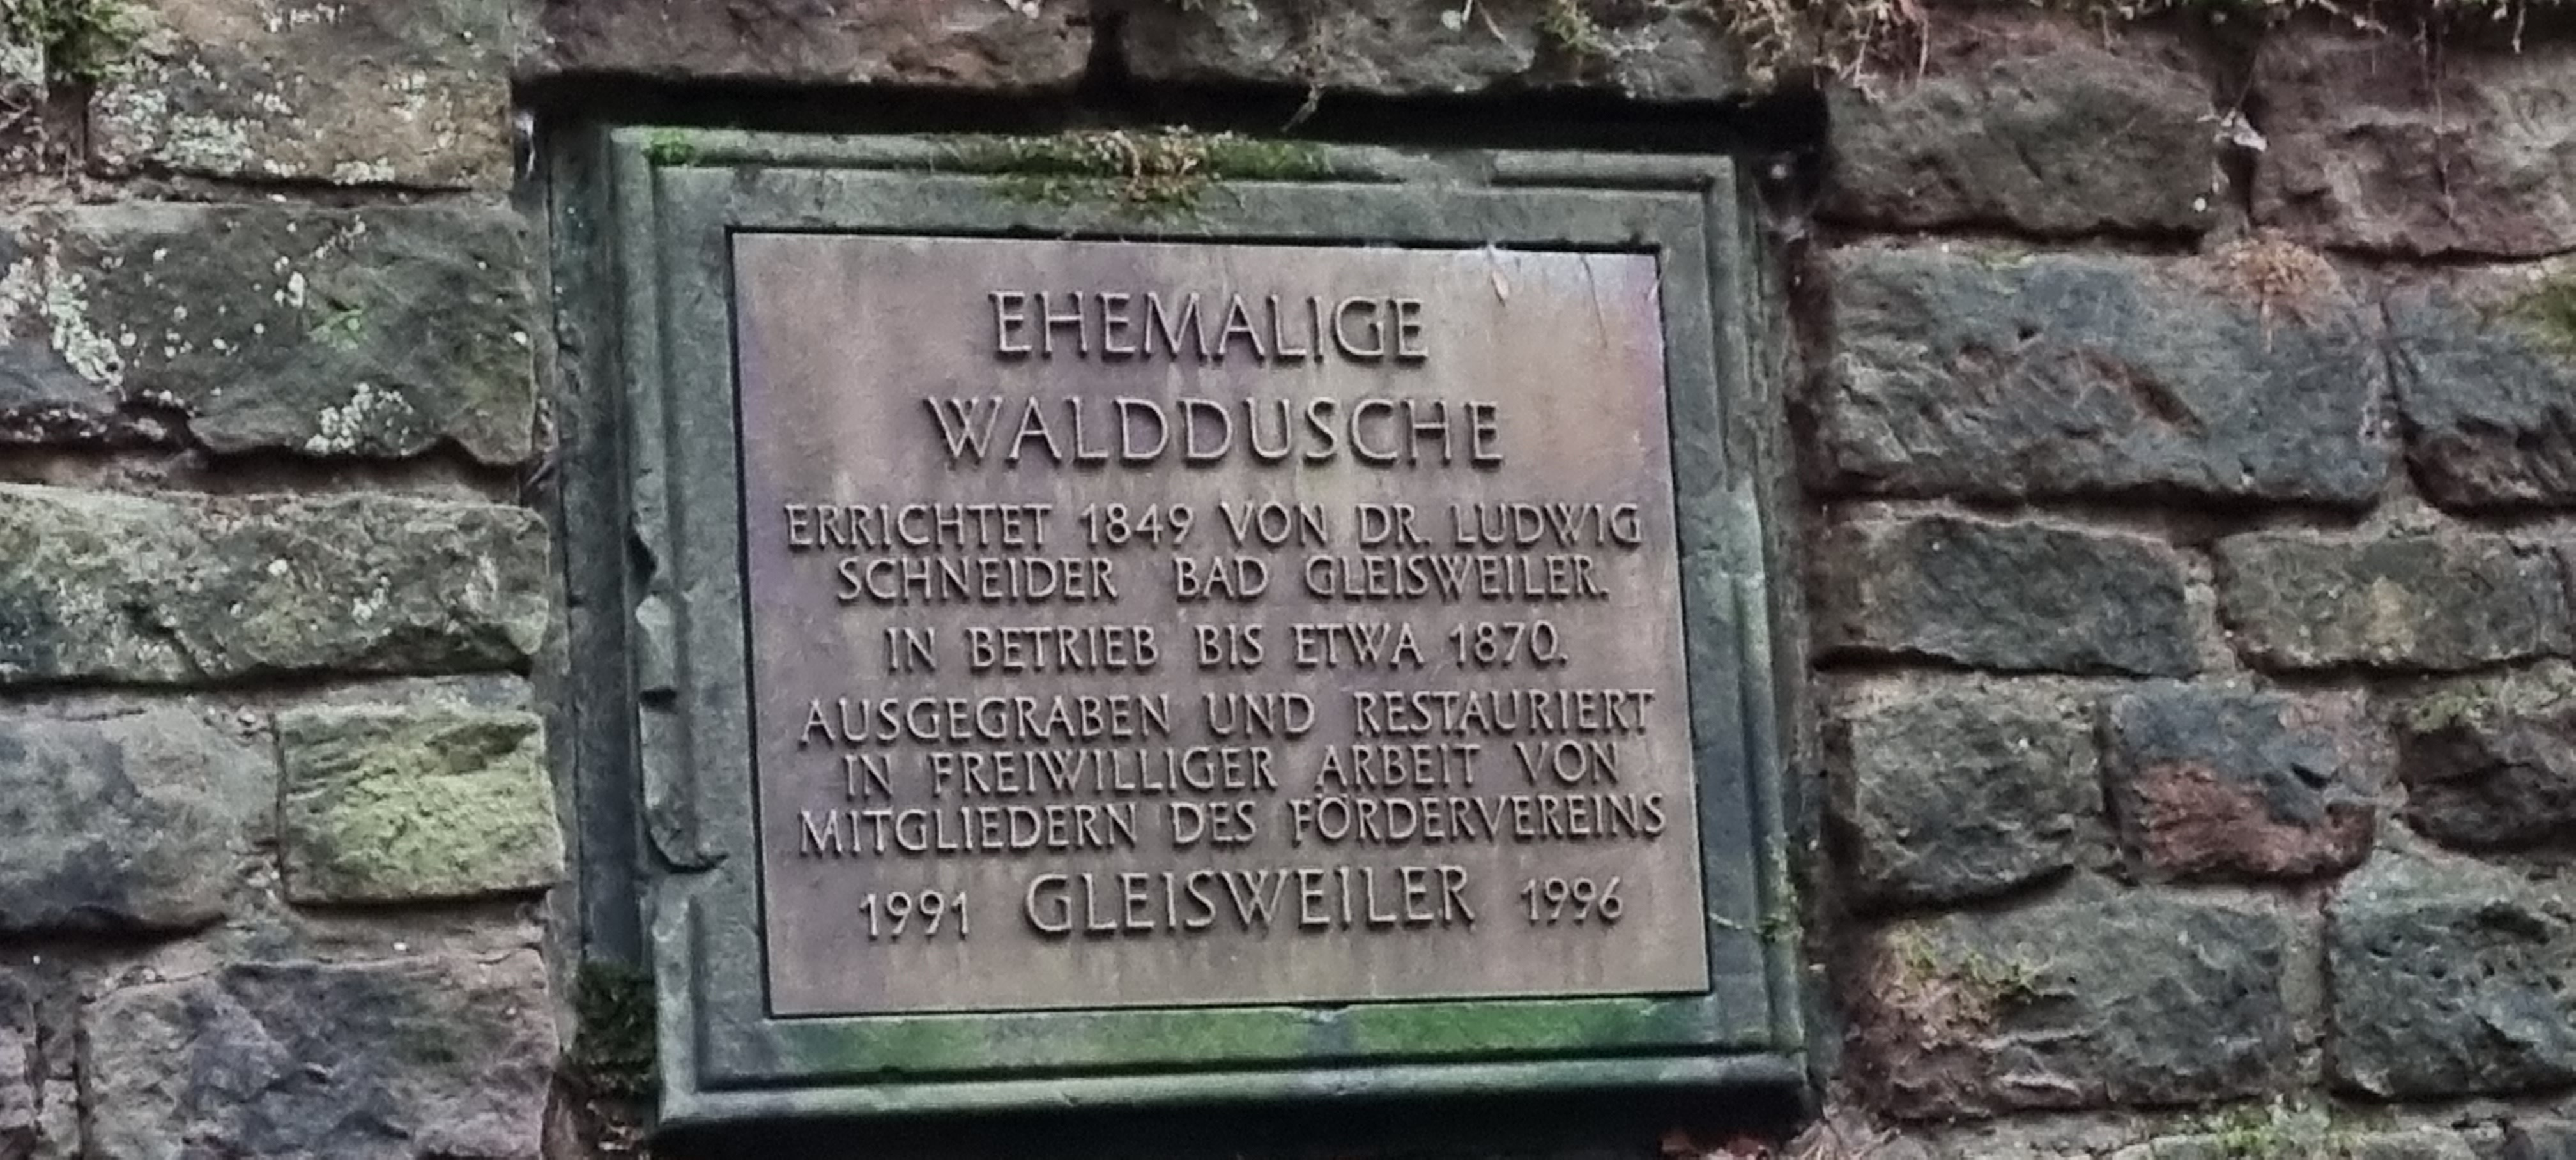 EHEMALIGE
WALDDUSCHE
ERRICHTET 1849 VON DR. LUDWIG
SCHNEIDER BAD GLEISWEILER.
IN BETRIEB BIS ETWA 1870.
AUSGEGRABEN UND RESTAURIERT
IN FREIWILLIGER ARBEIT VON
MITGLIEDERN DES FÖRDERVEREINS
1991 GLEISWEILER 1996